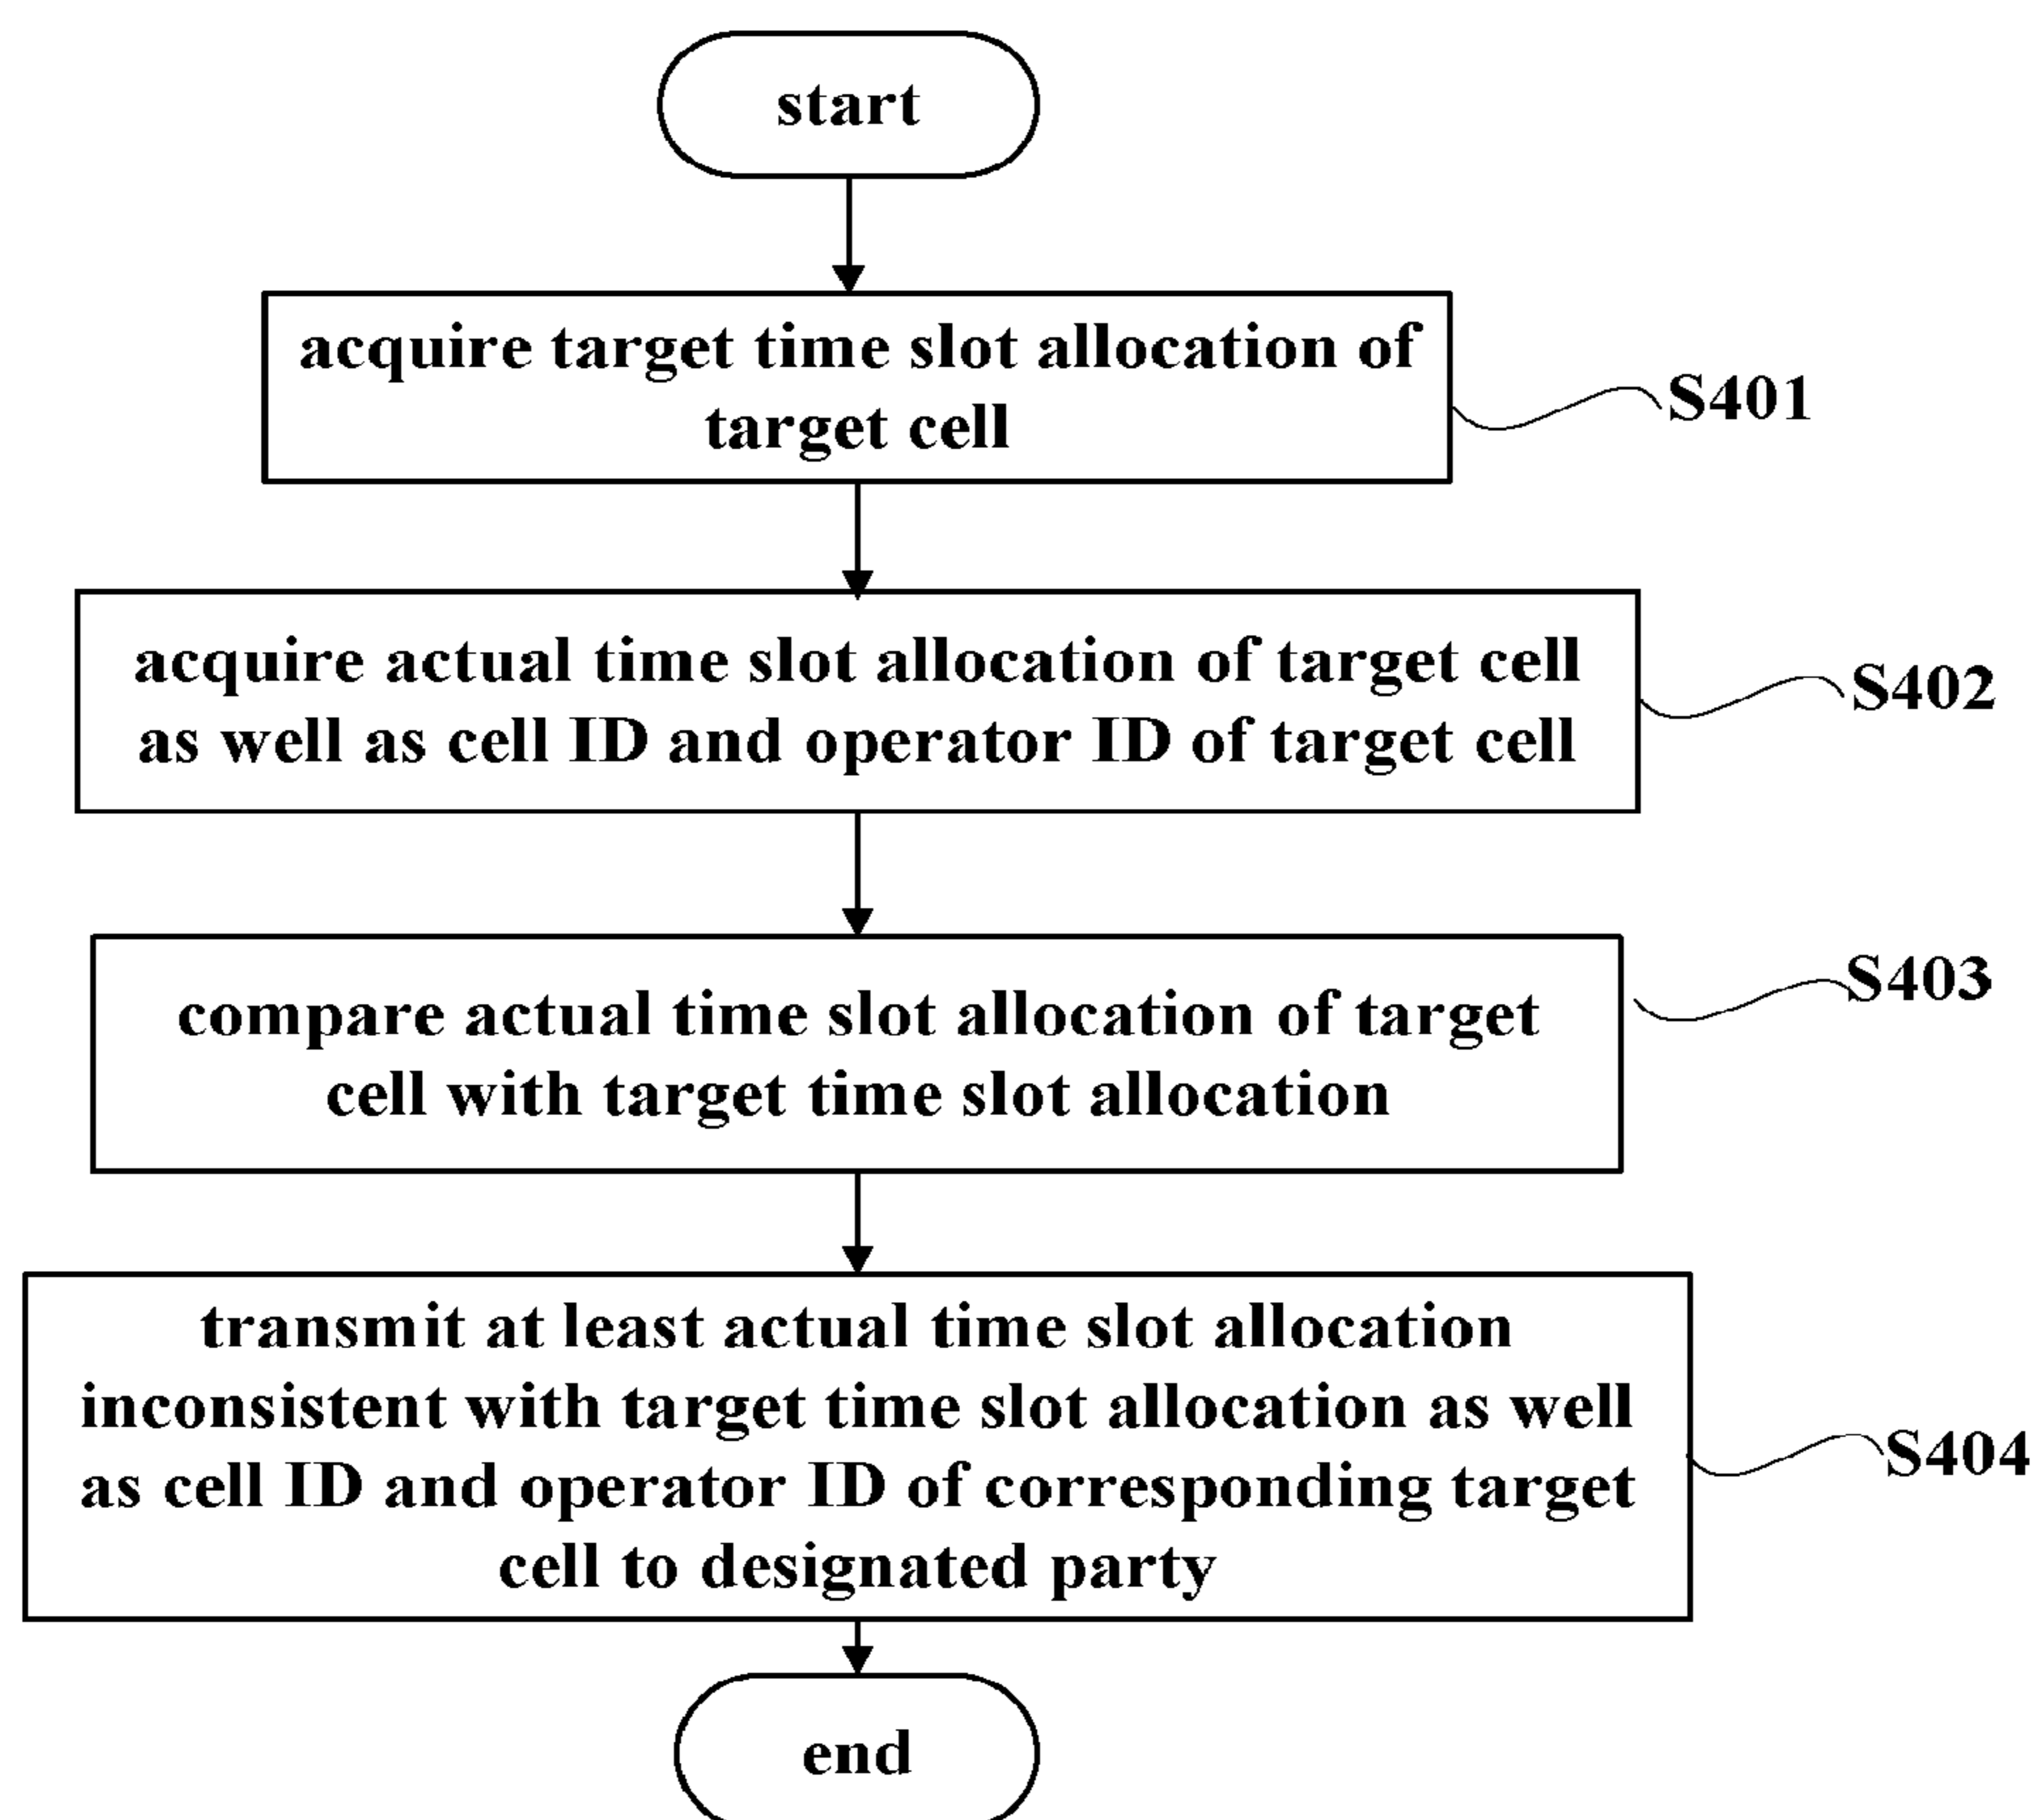 start
acquire target time slot allocation of
target cell
S401
acquire actual time slot allocation of target cell
as well as cell ID and operator ID of target cell
S402
compare actual time slot allocation of target
cell with target time slot allocation
S403
transmit at least actual time slot allocation
inconsistent with target time slot allocation as well
as cell ID and operator ID of corresponding target
cell to designated party
S404
end